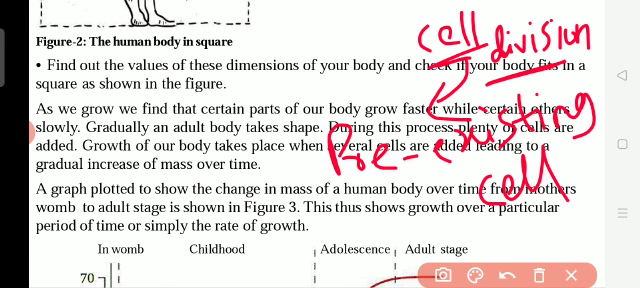 Figure-2: The human body in square
cell division
• Find out the values of these dimensions of your body and check if your body fits in a
square as shown in the figure.
As we grow we find that certain parts of our body grow faster while certain others
slowly. Gradually an adult body takes shape. During this process plenty of cells are
added. Growth of our body takes place when several cells are added leading to a
gradual increase of mass over time.
Pre-existing
cell
A graph plotted to show the change in mass of a human body over time from mothers
womb to adult stage is shown in Figure 3. This thus shows growth over a particular
period of time or simply the rate of growth.
In womb Childhood Adolescence Adult stage
70